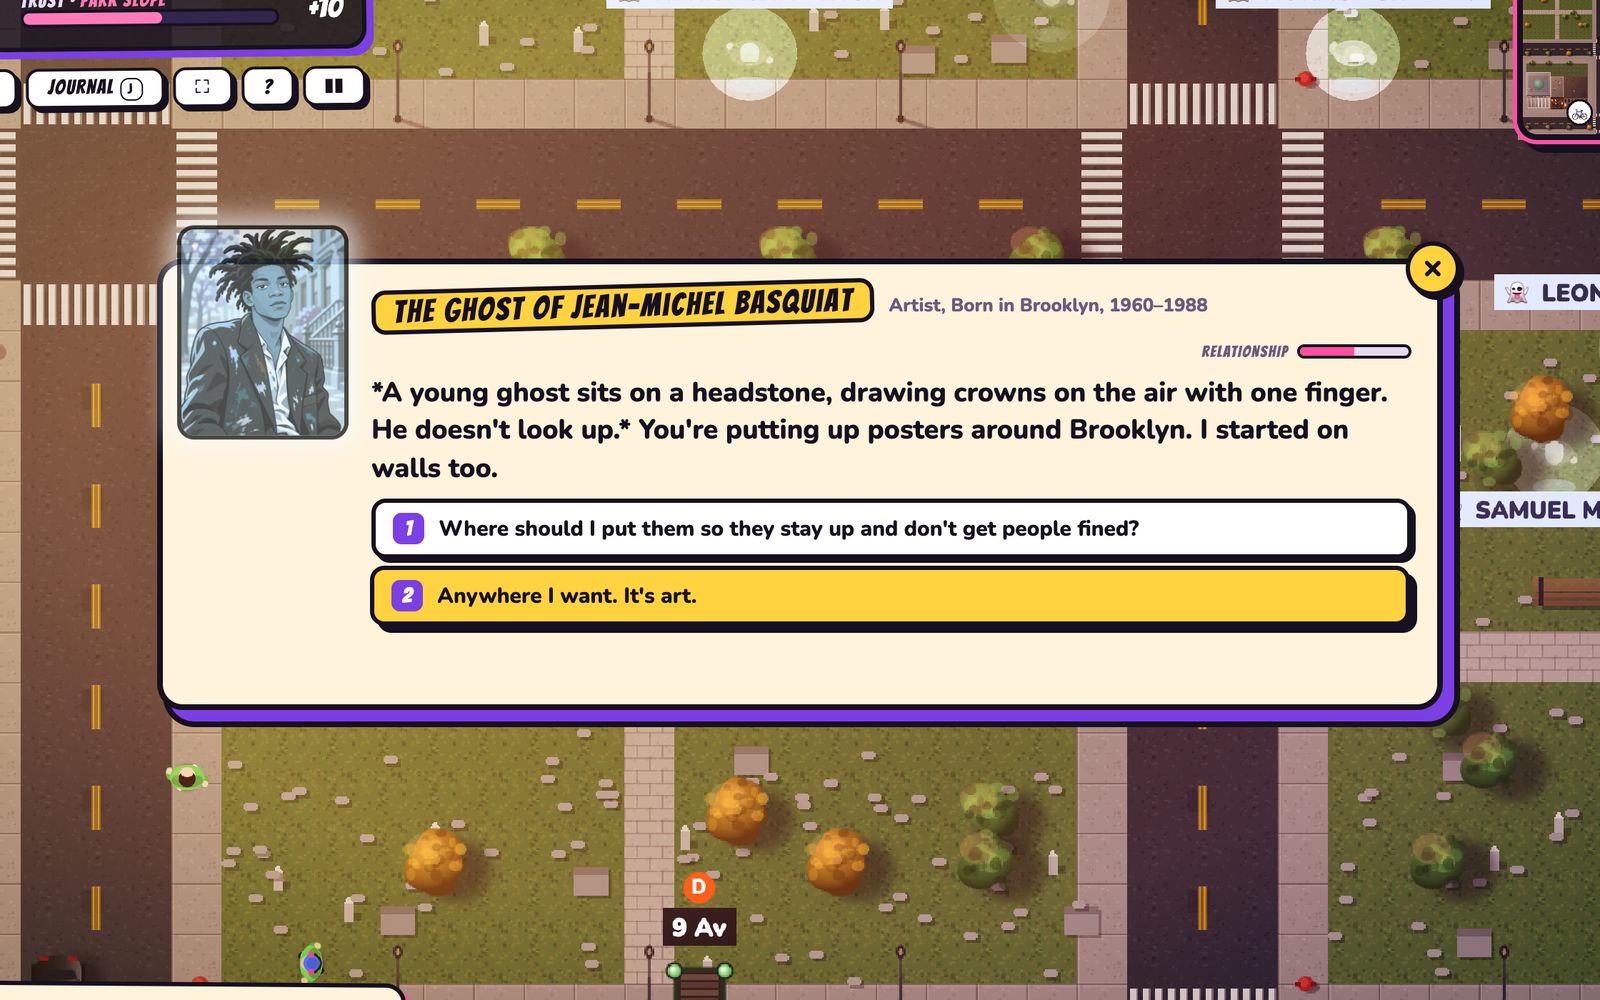 TRUST • PARK SLOPE
+10
JOURNAL J
?
THE GHOST OF JEAN-MICHEL BASQUIAT
Artist, Born in Brooklyn, 1960–1988
RELATIONSHIP
*A young ghost sits on a headstone, drawing crowns on the air with one finger.
He doesn't look up.* You're putting up posters around Brooklyn. I started on
walls too.
1 Where should I put them so they stay up and don't get people fined?
2 Anywhere I want. It's art.
LEON
SAMUEL M
D
9 Av